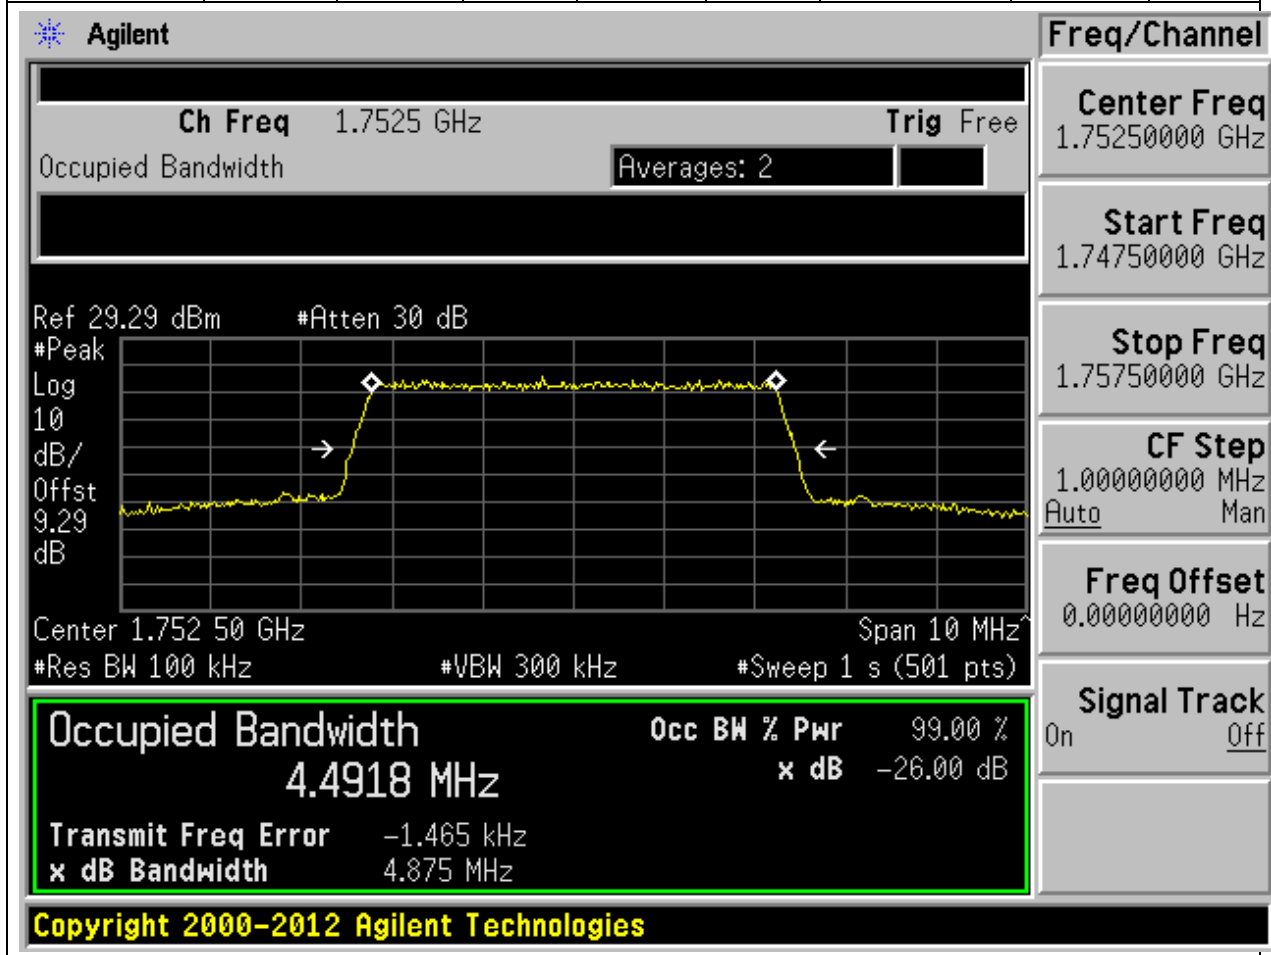 Agilent
Freq/Channel
Ch Freq 1.7525 GHz Trig Free
Occupied Bandwidth Averages: 2
Center Freq
1.75250000 GHz
Start Freq
1.74750000 GHz
Stop Freq
1.75750000 GHz
CF Step
1.00000000 MHz
Auto Man
Freq Offset
0.00000000 Hz
Signal Track
On Off
Ref 29.29 dBm #Atten 30 dB
#Peak
Log
10
dB/
Offst
9.29
dB
Center 1.752 50 GHz Span 10 MHz^
#Res BW 100 kHz #VBW 300 kHz #Sweep 1 s (501 pts)
Occupied Bandwidth Occ BW % Pwr 99.00 %
4.4918 MHz x dB -26.00 dB
Transmit Freq Error -1.465 kHz
x dB Bandwidth 4.875 MHz
Copyright 2000-2012 Agilent Technologies